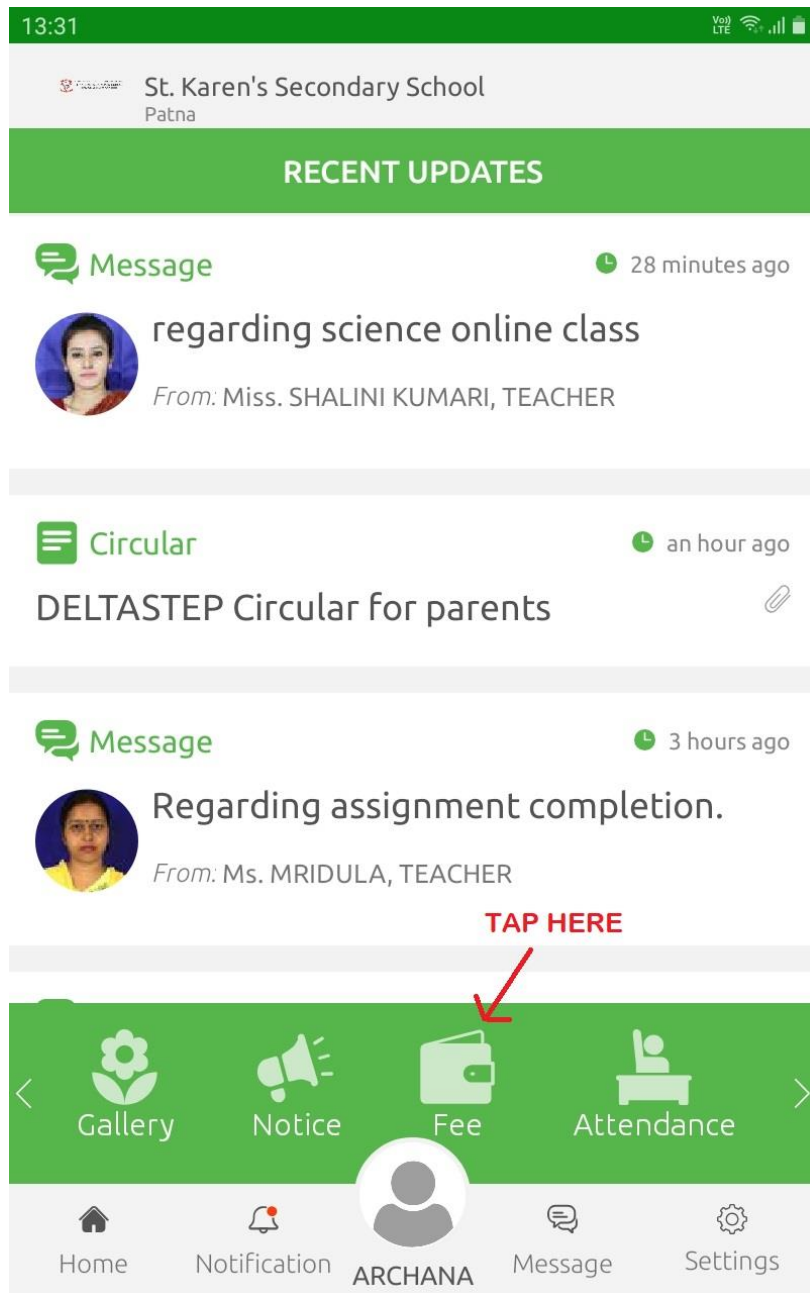 13:31
Vo)) LTE
St. Karen's Secondary School
Patna
RECENT UPDATES
Message
28 minutes ago
regarding science online class
From: Miss. SHALINI KUMARI, TEACHER
Circular
an hour ago
DELTASTEP Circular for parents
Message
3 hours ago
Regarding assignment completion.
From: Ms. MRIDULA, TEACHER
TAP HERE
Gallery
Notice
Fee
Attendance
Home
Notification
ARCHANA
Message
Settings